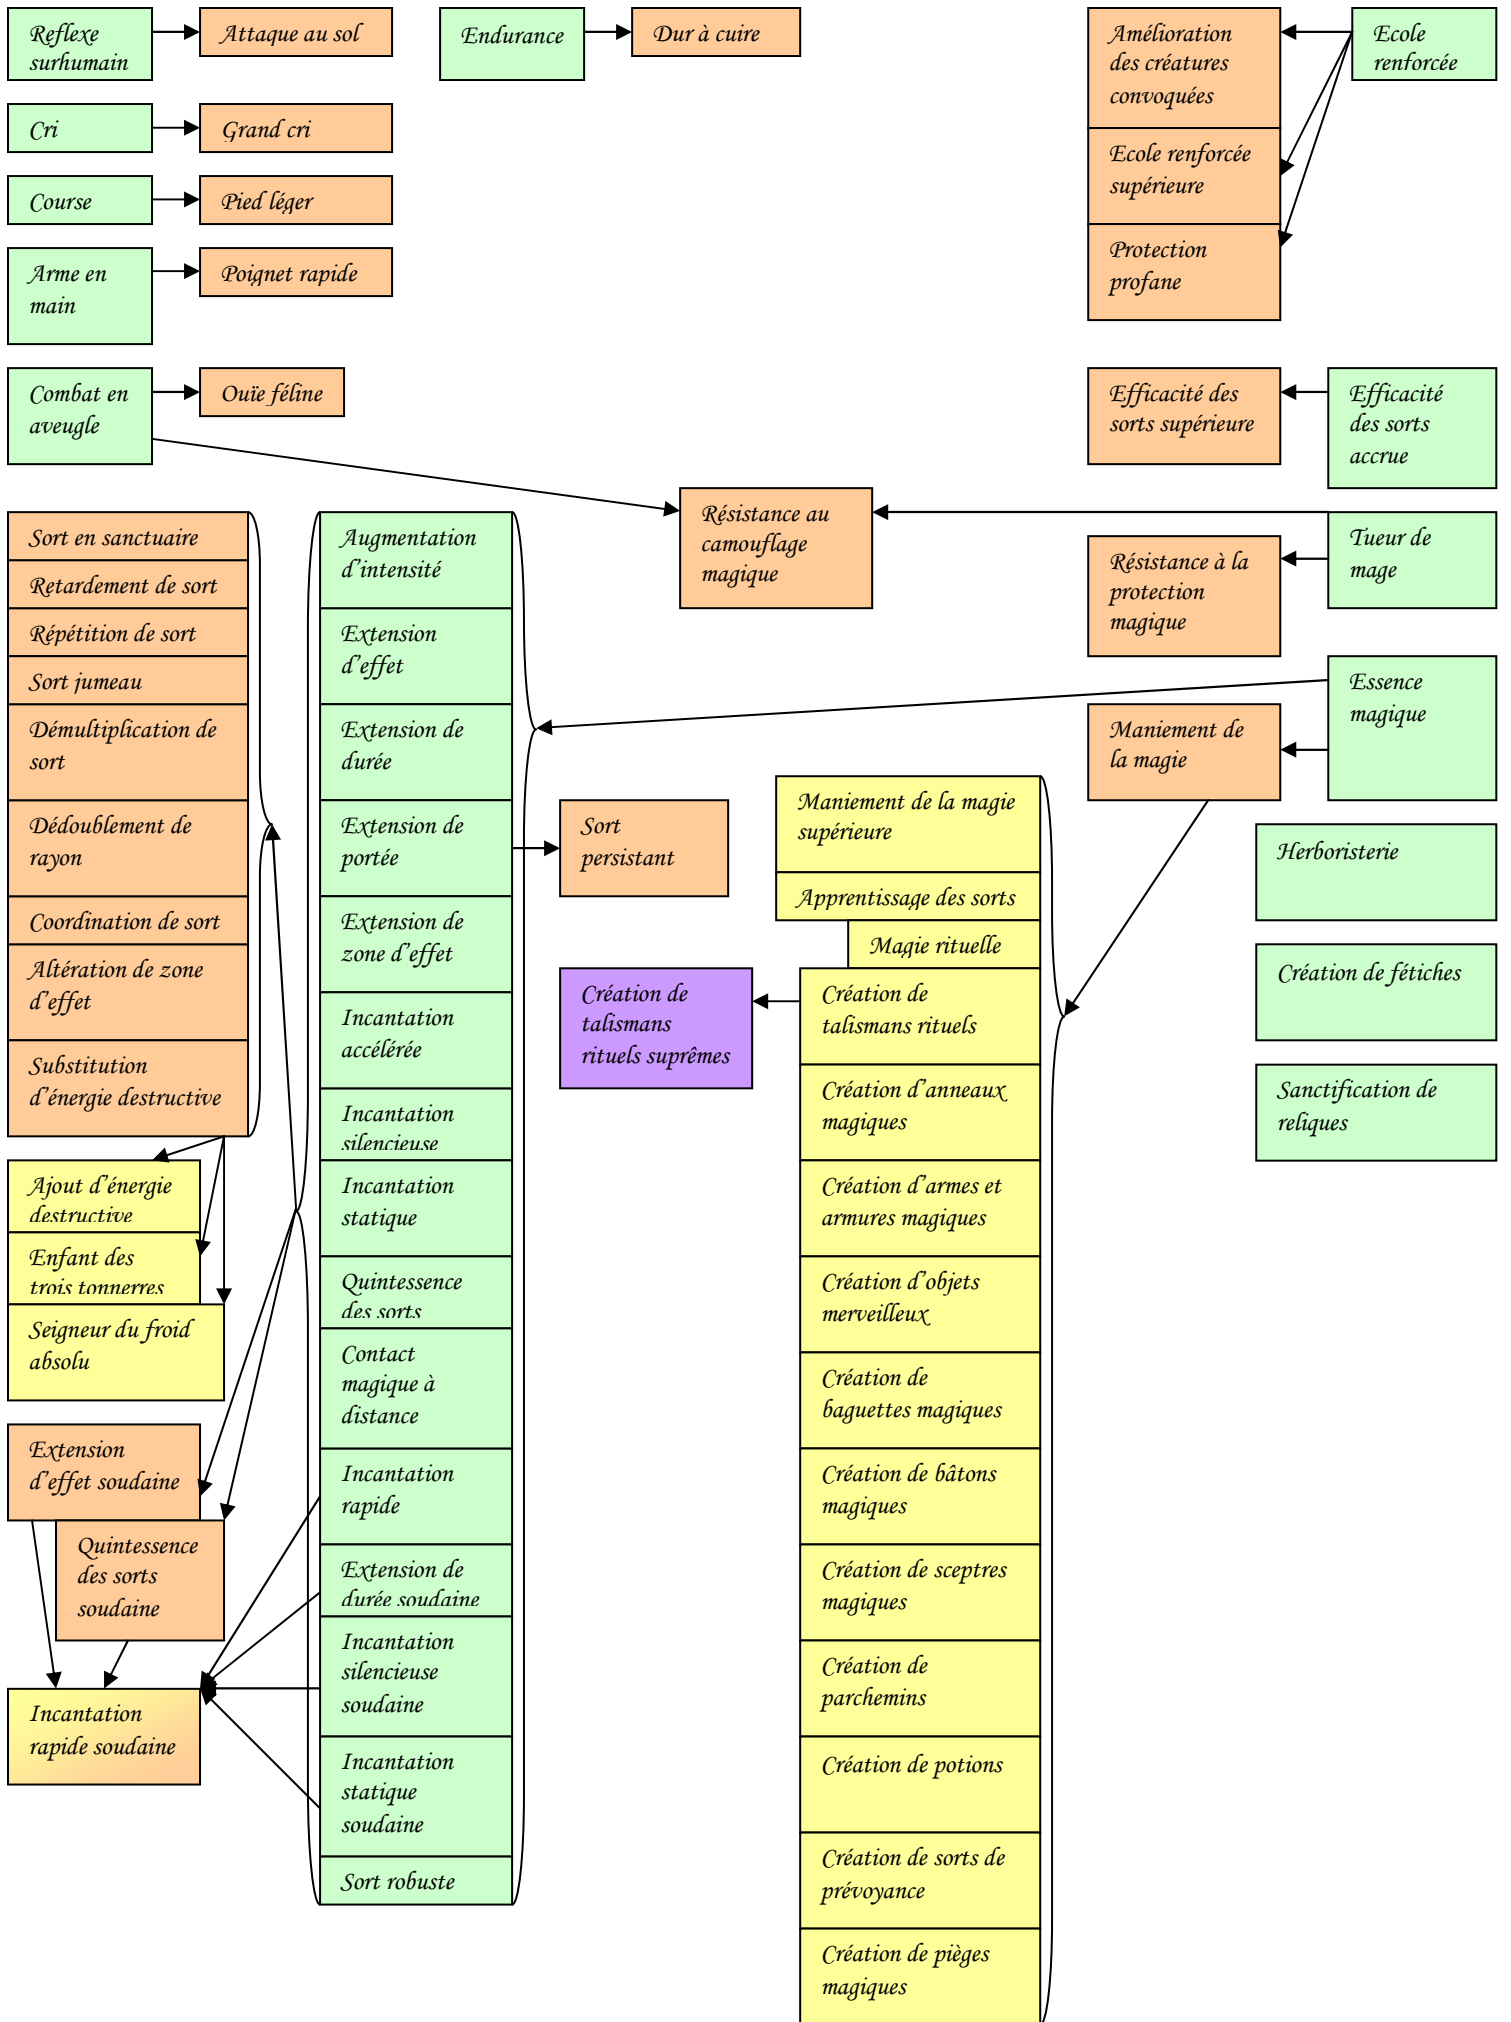 Reflexe
surhumain
Attaque au sol
Endurance
Dur à cuire
Amélioration
des créatures
convoquées
Ecole
renforcée
Cri
Grand cri
Ecole renforcée
supérieure
Course
Pied léger
Protection
profane
Arme en
main
Poignet rapide
Combat en
aveugle
Ouïe féline
Efficacité des
sorts supérieure
Efficacité
des sorts
accrue
Résistance au
camouflage
magique
Tueur de
mage
Résistance à la
protection
magique
Essence
magique
Maniement de
la magie
Herboristerie
Création de fétiches
Sanctification de
reliques
Sort en sanctuaire
Retardement de sort
Répétition de sort
Sort jumeau
Démultiplication de
sort
Dédoublement de
rayon
Coordination de sort
Altération de zone
d'effet
Substitution
d'énergie destructive
Ajout d'énergie
destructive
Enfant des
trois tonnerres
Seigneur du froid
absolu
Extension
d'effet soudaine
Quintessence
des sorts
soudaine
Incantation
rapide soudaine
Augmentation
d'intensité
Extension
d'effet
Extension de
durée
Extension de
portée
Extension de
zone d'effet
Incantation
accélérée
Incantation
silencieuse
Incantation
statique
Quintessence
des sorts
Contact
magique à
distance
Incantation
rapide
Extension de
durée soudaine
Incantation
silencieuse
soudaine
Incantation
statique
soudaine
Sort robuste
Sort
persistant
Création de
talismans
rituels suprêmes
Maniement de la magie
supérieure
Apprentissage des sorts
Magie rituelle
Création de
talismans rituels
Création d'anneaux
magiques
Création d'armes et
armures magiques
Création d'objets
merveilleux
Création de
baguettes magiques
Création de bâtons
magiques
Création de sceptres
magiques
Création de
parchemins
Création de potions
Création de sorts de
prévoyance
Création de pièges
magiques